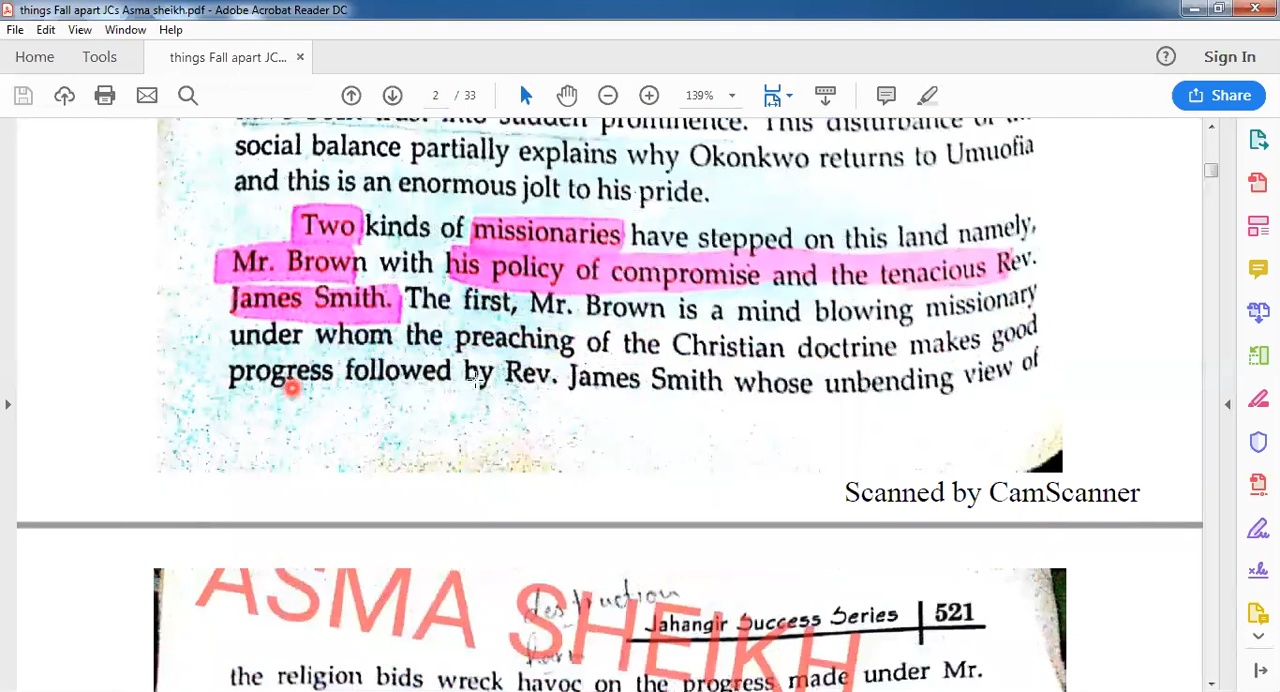 things Fall apart JCs Asma sheikh.pdf - Adobe Acrobat Reader DC
File Edit View Window Help
Home Tools things Fall apart JC... × Sign In
2 / 33 139% Share
social balance partially explains why Okonkwo returns to Umuofia
and this is an enormous jolt to his pride.
Two kinds of missionaries have stepped on this land namely,
Mr. Brown with his policy of compromise and the tenacious Rev.
James Smith. The first, Mr. Brown is a mind blowing missionary
under whom the preaching of the Christian doctrine makes good
progress followed by Rev. James Smith whose unbending view of
Scanned by CamScanner
ASMA SHEIKH
destruction
Jahangir Success Series | 521
the religion bids wreck havoc on the progress made under Mr.